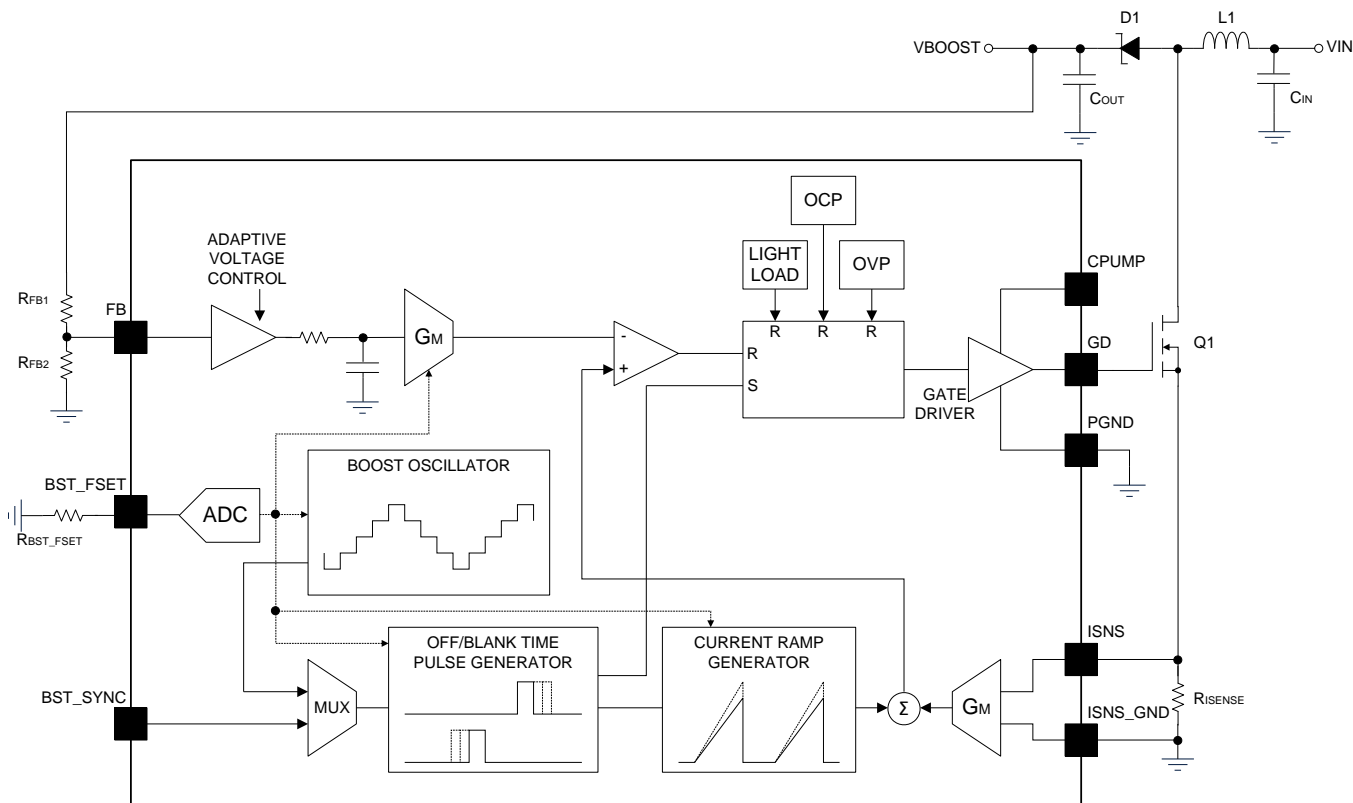 D1
L1
VBOOST
VIN
COUT
CIN
OCP
ADAPTIVE
VOLTAGE
CONTROL
LIGHT
LOAD
OVP
CPUMP
RFB1
FB
GM
-
+
R
R
R
R
S
GD
Q1
RFB2
GATE
DRIVER
PGND
BOOST OSCILLATOR
BST_FSET
ADC
RBST_FSET
OFF/BLANK TIME
PULSE GENERATOR
CURRENT RAMP
GENERATOR
ISNS
BST_SYNC
MUX
Σ
GM
RISENSE
ISNS_GND